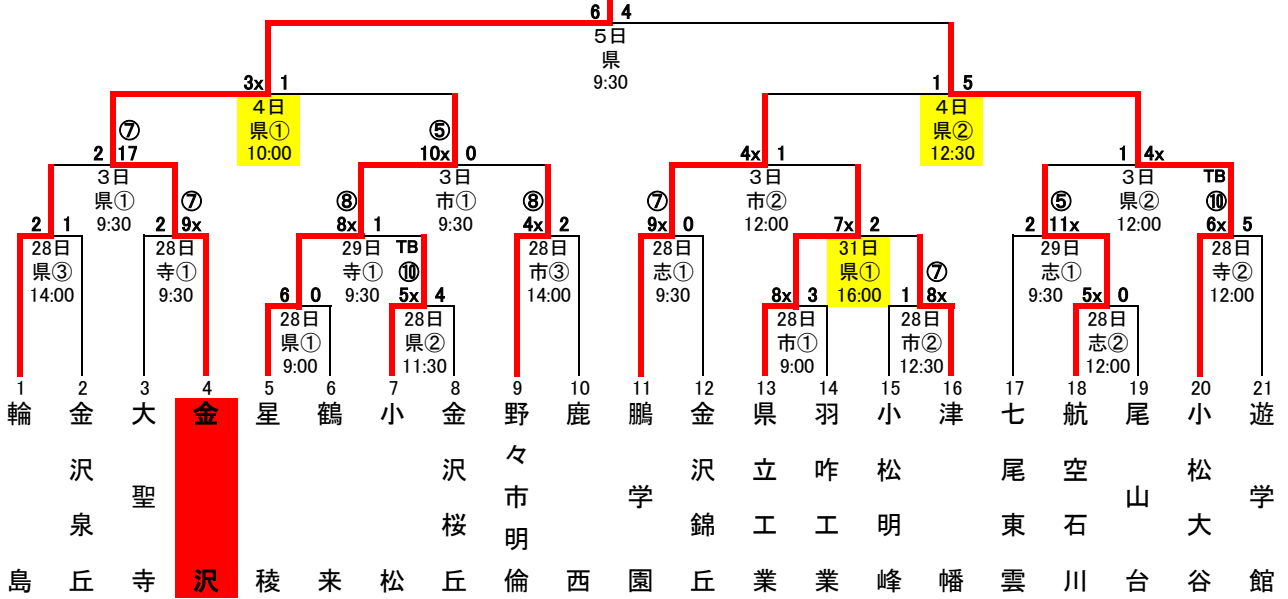 6 4
５日
県
9:30
3x 1
４日
県①
10:00
1 5
４日
県②
12:30
⑦
2 17
３日
県①
9:30
⑤
10x 0
３日
市①
9:30
4x 1
３日
市②
12:00
1 4x
３日
県②
12:00
2 1
28日
県③
14:00
⑦
2 9x
28日
寺①
9:30
⑧
8x 1
29日
寺①
9:30
⑧
4x 2
28日
市③
14:00
⑦
9x 0
28日
志①
9:30
7x 2
31日
県①
16:00
⑤
2 11x
29日
志①
9:30
TB
⑩
6x 5
28日
寺②
12:00
6 0
28日
県①
9:00
TB
⑩
5x 4
28日
県②
11:30
8x 3
28日
市①
9:00
⑦
1 8x
28日
市②
12:30
5x 0
28日
志②
12:00
1 2 3 4 5 6 7 8 9 10 11 12 13 14 15 16 17 18 19 20 21
輪島
金沢泉丘
大聖寺
金沢
星稜
鶴来
小松
金沢桜丘
野々市明倫
鹿西
鵬学園
金沢錦丘
県立工業
羽咋工業
小松明峰
津幡
七尾東雲
航空石川
尾山台
小松大谷
遊学館